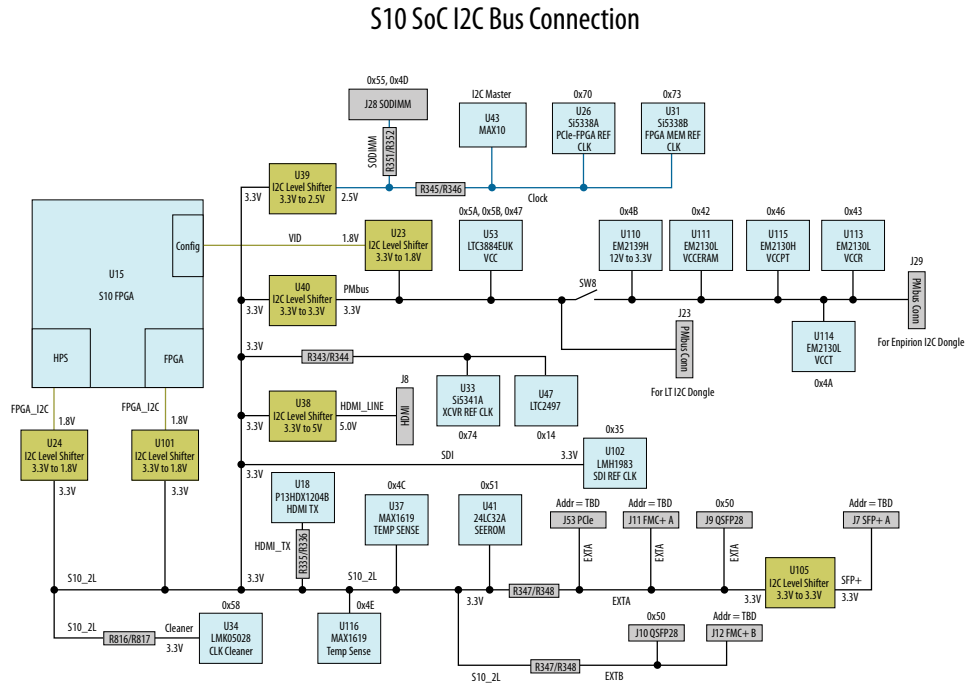 S10 SoC I2C Bus Connection
0x55, 0x4D
J28 SODIMM
SODIMM
R351/R352
I2C Master
U43
MAX10
0x70
U26
Si5338A
PCIe-FPGA REF
CLK
0x73
U31
Si5338B
FPGA MEM REF
CLK
U39
I2C Level Shifter
3.3V to 2.5V
3.3V
2.5V
R345/R346
Clock
U15
S10 FPGA
Config
HPS
FPGA
VID
1.8V
U23
I2C Level Shifter
3.3V to 1.8V
0x5A, 0x5B, 0x47
U53
LTC3884EUK
VCC
0x4B
U110
EM2139H
12V to 3.3V
0x42
U111
EM2130L
VCCERAM
0x46
U115
EM2130H
VCCPT
0x43
U113
EM2130L
VCCR
J29
PMbus Conn
For Enpirion I2C Dongle
U40
I2C Level Shifter
3.3V to 3.3V
3.3V
PMbus
3.3V
SW8
J23
PMbus Conn
For LT I2C Dongle
U114
EM2130L
VCCT
0x4A
3.3V
R343/R344
U33
Si5341A
XCVR REF CLK
0x74
U47
LTC2497
0x14
U38
I2C Level Shifter
3.3V to 5V
3.3V
HDMI_LINE
5.0V
J8
HDMI
FPGA_I2C
1.8V
U24
I2C Level Shifter
3.3V to 1.8V
3.3V
FPGA_I2C
1.8V
U101
I2C Level Shifter
3.3V to 1.8V
3.3V
3.3V
SDI
3.3V
0x35
U102
LMH1983
SDI REF CLK
U18
P13HDX1204B
HDMI TX
HDMI_TX
R335/R336
0x4C
U37
MAX1619
TEMP SENSE
0x51
U41
24LC32A
SEEROM
Addr = TBD
J53 PCIe
EXTA
Addr = TBD
J11 FMC+ A
EXTA
0x50
J9 QSFP28
EXTA
Addr = TBD
J7 SFP+ A
U105
I2C Level Shifter
3.3V to 3.3V
SFP+
3.3V
3.3V
S10_2L
3.3V
S10_2L
3.3V
R347/R348
EXTA
S10_2L
R816/R817
Cleaner
3.3V
0x58
U34
LMK05028
CLK Cleaner
0x4E
U116
MAX1619
Temp Sense
0x50
J10 QSFP28
Addr = TBD
J12 FMC+ B
S10_2L
R347/R348
EXTB